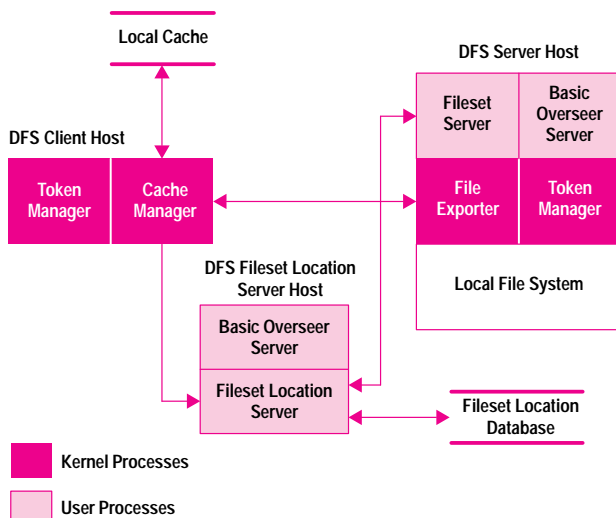 Local Cache
DFS Server Host
Fileset
Server
Basic
Overseer
Server
DFS Client Host
Token
Manager
Cache
Manager
File
Exporter
Token
Manager
DFS Fileset Location
Server Host
Local File System
Basic Overseer
Server
Fileset Location
Server
Fileset Location
Database
Kernel Processes
User Processes